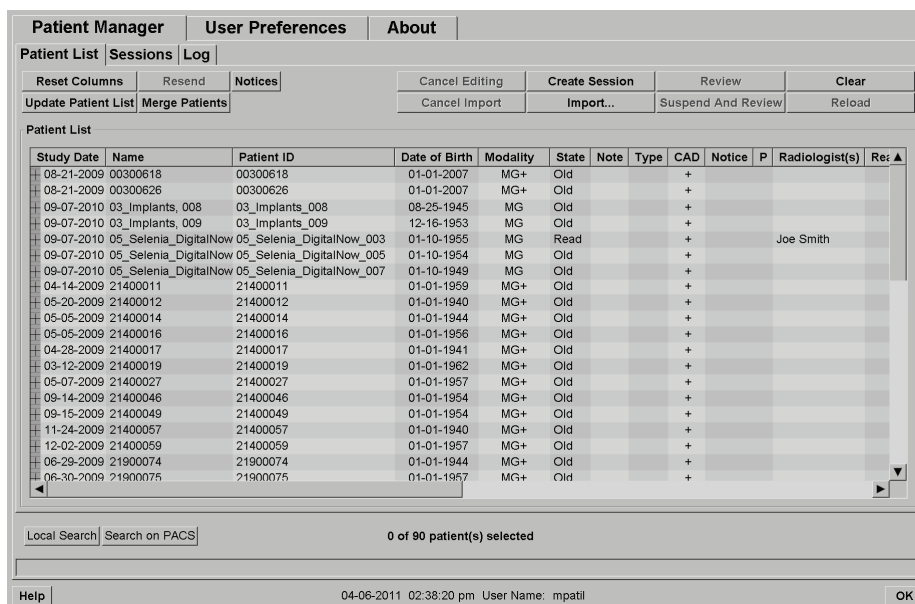 Patient Manager User Preferences About
Patient List Sessions Log
Reset Columns Resend Notices Cancel Editing Create Session Review Clear
Update Patient List Merge Patients Cancel Import Import... Suspend And Review Reload
Patient List
Study Date Name Patient ID Date of Birth Modality State Note Type CAD Notice P Radiologist(s) Rea
08-21-2009 00300618 00300618 01-01-2007 MG+ Old +
08-21-2009 00300626 00300626 01-01-2007 MG+ Old +
09-07-2010 03_Implants, 008 03_Implants_008 08-25-1945 MG Old +
09-07-2010 03_Implants, 009 03_Implants_009 12-16-1953 MG Old +
09-07-2010 05_Selenia_DigitalNow 05_Selenia_DigitalNow_003 01-10-1955 MG Read + Joe Smith
09-07-2010 05_Selenia_DigitalNow 05_Selenia_DigitalNow_005 01-10-1954 MG Old +
09-07-2010 05_Selenia_DigitalNow 05_Selenia_DigitalNow_007 01-10-1949 MG Old +
04-14-2009 21400011 21400011 01-01-1959 MG+ Old +
05-20-2009 21400012 21400012 01-01-1940 MG+ Old +
05-05-2009 21400014 21400014 01-01-1944 MG+ Old +
05-05-2009 21400016 21400016 01-01-1956 MG+ Old +
04-28-2009 21400017 21400017 01-01-1941 MG+ Old +
03-12-2009 21400019 21400019 01-01-1962 MG+ Old +
05-07-2009 21400027 21400027 01-01-1957 MG+ Old +
09-14-2009 21400046 21400046 01-01-1954 MG+ Old +
09-15-2009 21400049 21400049 01-01-1954 MG+ Old +
11-24-2009 21400057 21400057 01-01-1940 MG+ Old +
12-02-2009 21400059 21400059 01-01-1957 MG+ Old +
06-29-2009 21900074 21900074 01-01-1944 MG+ Old +
06-30-2009 21900075 21900075 01-01-1957 MG+ Old +
Local Search Search on PACS 0 of 90 patient(s) selected
Help 04-06-2011 02:38:20 pm User Name: mpatil OK